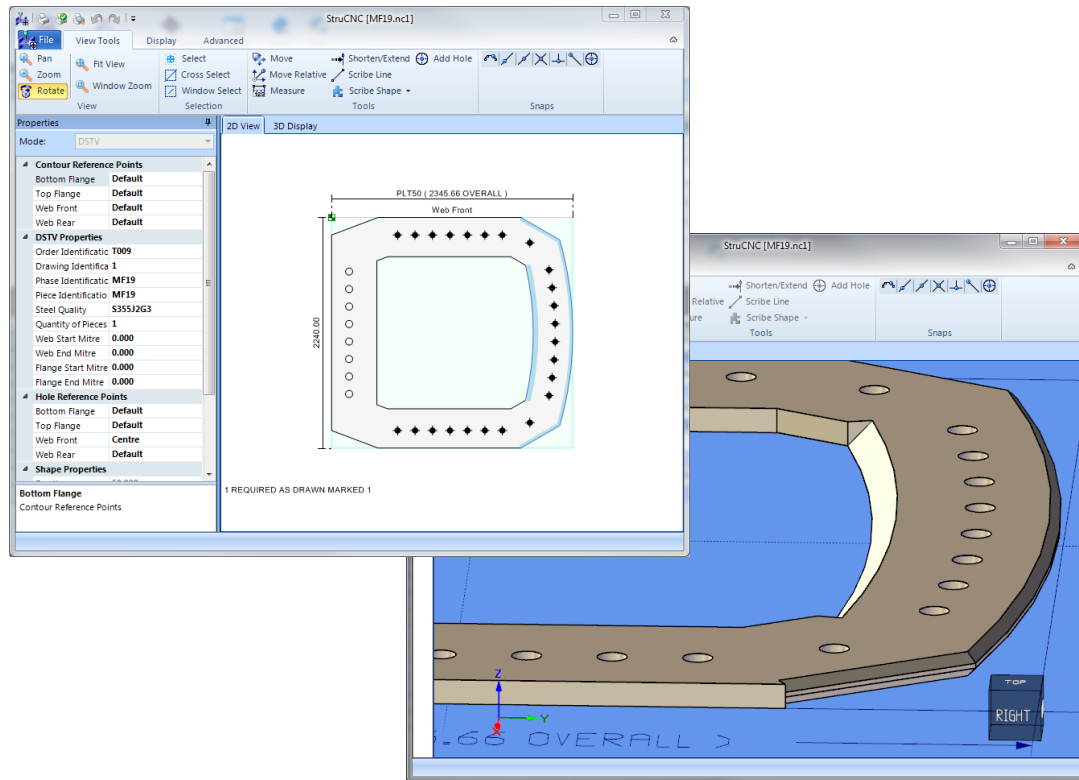 StruCNC [MF19.nc1]
File View Tools Display Advanced
Pan Fit View Select Move Shorten/Extend Add Hole
Zoom Cross Select Move Relative Scribe Line
Rotate Window Zoom Window Select Measure Scribe Shape
View Selection Tools Snaps
Properties
2D View 3D Display
Mode: DSTV
Contour Reference Points
Bottom Flange Default
Top Flange Default
Web Front Default
Web Rear Default
DSTV Properties
Order Identificatic T009
Drawing Identifica 1
Phase Identificatic MF19
Piece Identificatio MF19
Steel Quality S355J2G3
Quantity of Pieces 1
Web Start Mitre 0.000
Web End Mitre 0.000
Flange Start Mitre 0.000
Flange End Mitre 0.000
Hole Reference Points
Bottom Flange Default
Top Flange Default
Web Front Centre
Web Rear Default
Shape Properties
Bottom Flange
Contour Reference Points
PLT50 ( 2345.66 OVERALL )
Web Front
2240.00
1 REQUIRED AS DRAWN MARKED 1
StruCNC [MF19.nc1]
Shorten/Extend Add Hole
Relative Scribe Line
ure Scribe Shape
Tools Snaps
TOP
RIGHT
Z
Y
X
.66 OVERALL )